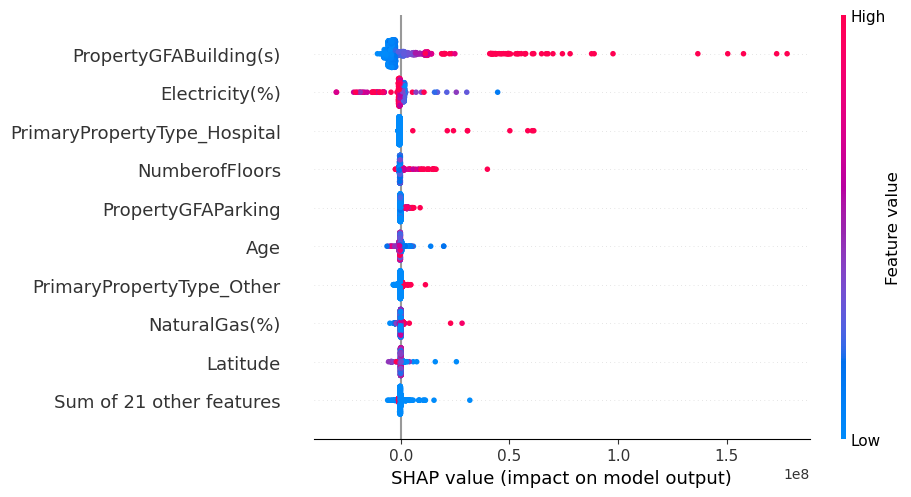 High
PropertyGFABuilding(s)
Electricity(%)
PrimaryPropertyType_Hospital
NumberofFloors
PropertyGFAParking
Age
PrimaryPropertyType_Other
NaturalGas(%)
Latitude
Sum of 21 other features
Feature value
Low
0.0 0.5 1.0 1.5
1e8
SHAP value (impact on model output)